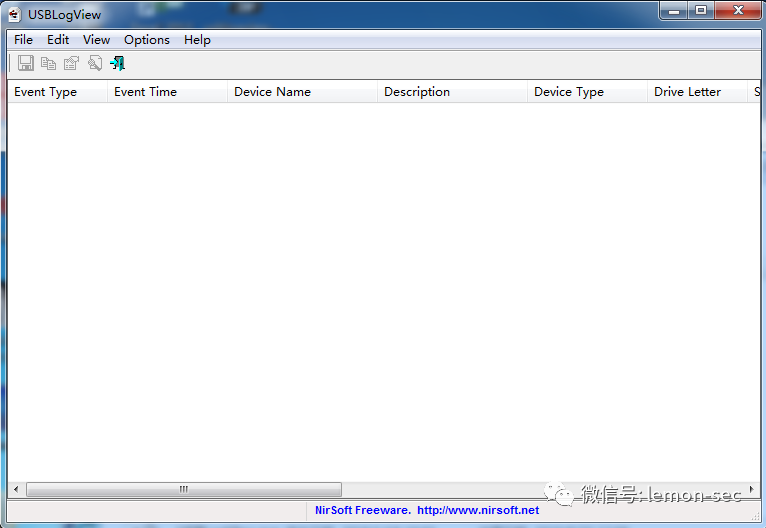 USBLogView
File Edit View Options Help
Event Type Event Time Device Name Description Device Type Drive Letter S
NirSoft Freeware. http://www.nirsoft.net
微信号: lemon-sec